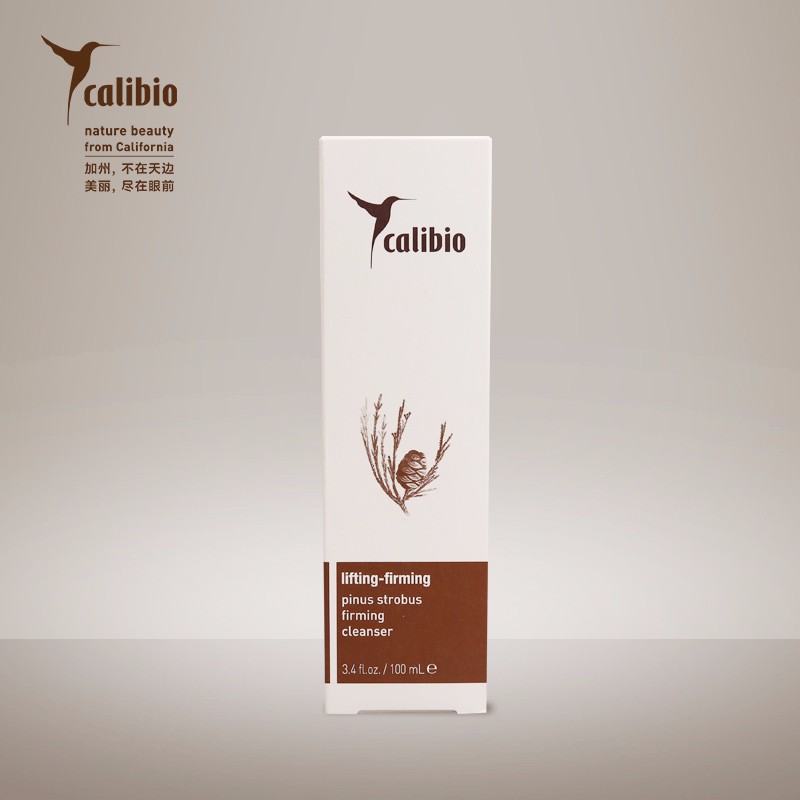 calibio
nature beauty
from California
加州，不在天边
美丽，尽在眼前
calibio
lifting-firming
pinus strobus
firming
cleanser
3.4 fl.oz. / 100 mL ℮